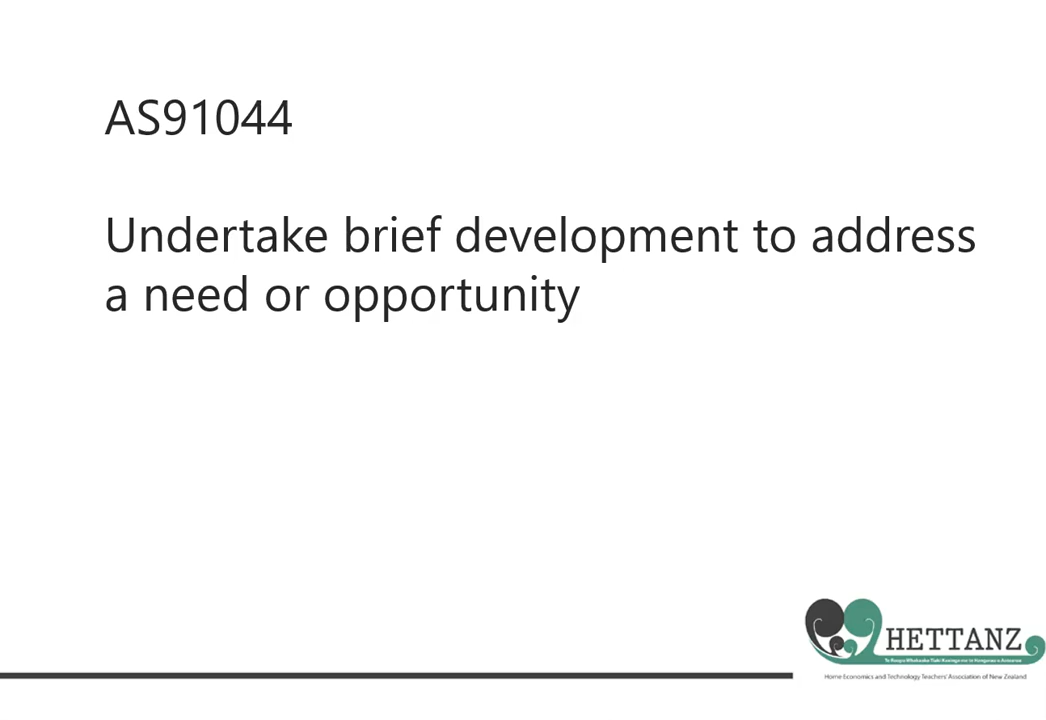 AS91044
Undertake brief development to address
a need or opportunity
HETTANZ
Home Economics and Technology Teachers' Association of New Zealand